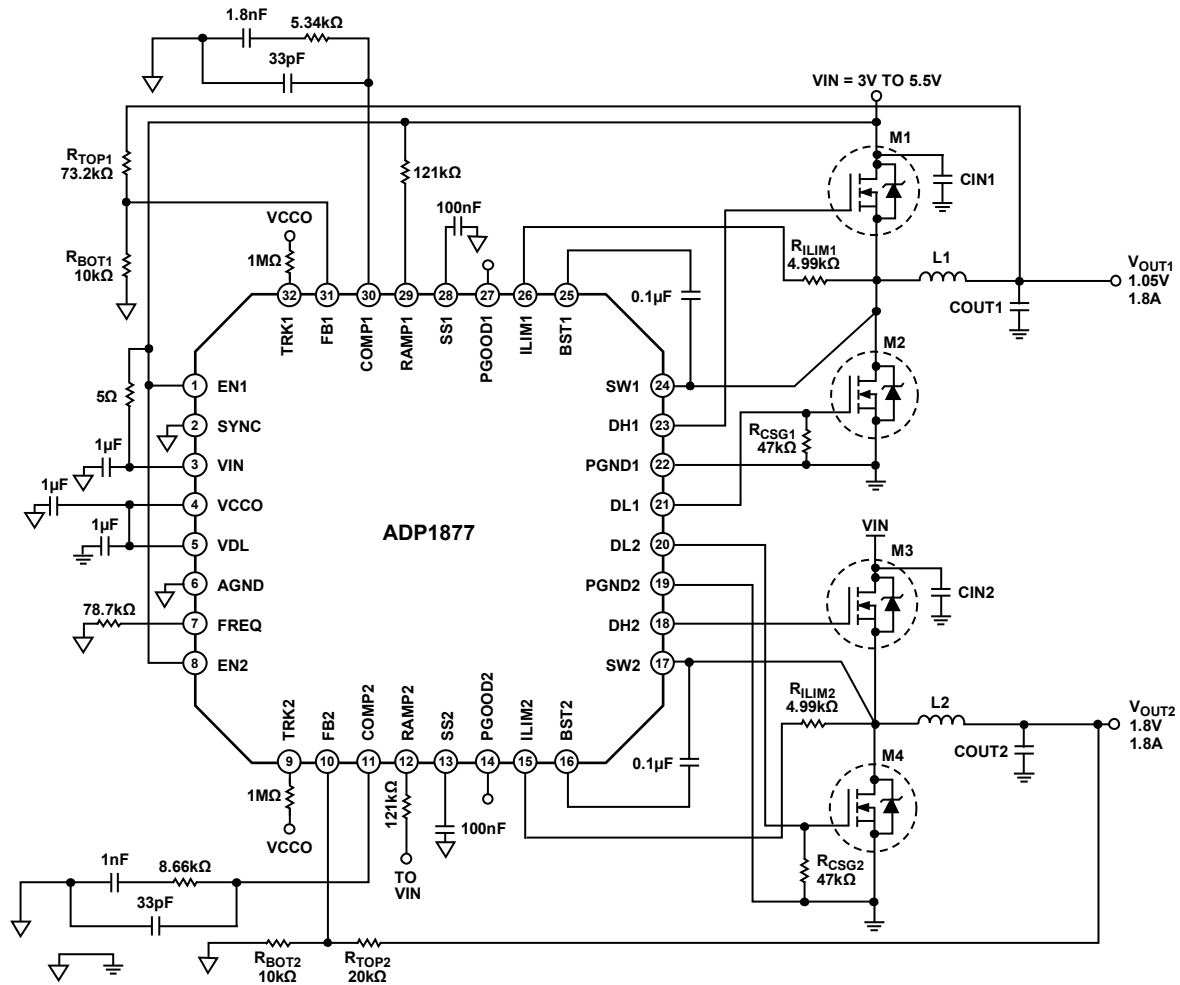 1.8nF
5.34kΩ
33pF
VIN = 3V TO 5.5V
M1
RTOP1
73.2kΩ
121kΩ
CIN1
VCCO
100nF
RBOT1
10kΩ
1MΩ
RILIM1
4.99kΩ
L1
VOUT1
1.05V
1.8A
0.1µF
COUT1
32 31 30 29 28 27 26 25
TRK1 FB1 COMP1 RAMP1 SS1 PGOOD1 ILIM1 BST1
M2
5Ω
1 EN1
SW1 24
2 SYNC
DH1 23
RCSG1
47kΩ
1µF
3 VIN
PGND1 22
1µF
4 VCCO
DL1 21
ADP1877
VIN
1µF
5 VDL
DL2 20
M3
6 AGND
PGND2 19
CIN2
78.7kΩ
7 FREQ
DH2 18
8 EN2
SW2 17
TRK2 FB2 COMP2 RAMP2 SS2 PGOOD2 ILIM2 BST2
9 10 11 12 13 14 15 16
RILIM2
4.99kΩ
L2
VOUT2
1.8V
1.8A
0.1µF
COUT2
M4
1MΩ
121kΩ
100nF
VCCO
TO
VIN
1nF
8.66kΩ
RCSG2
47kΩ
33pF
RBOT2
10kΩ
RTOP2
20kΩ